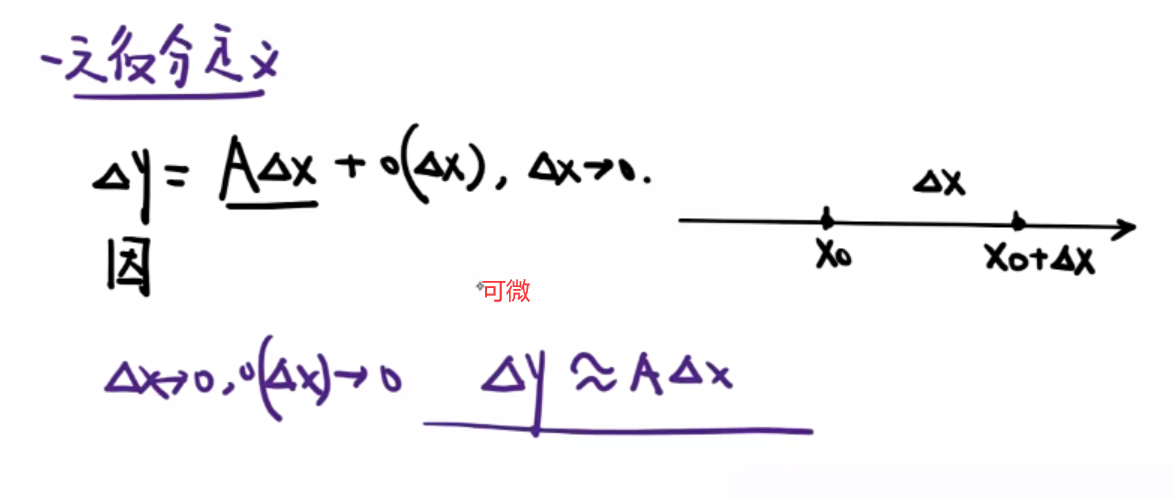 一元微分定义
Δy = AΔx + o(Δx), Δx→0.
Δx
x₀
x₀+Δx
因
可微
Δx→0, o(Δx)→0 Δy ≈ AΔx